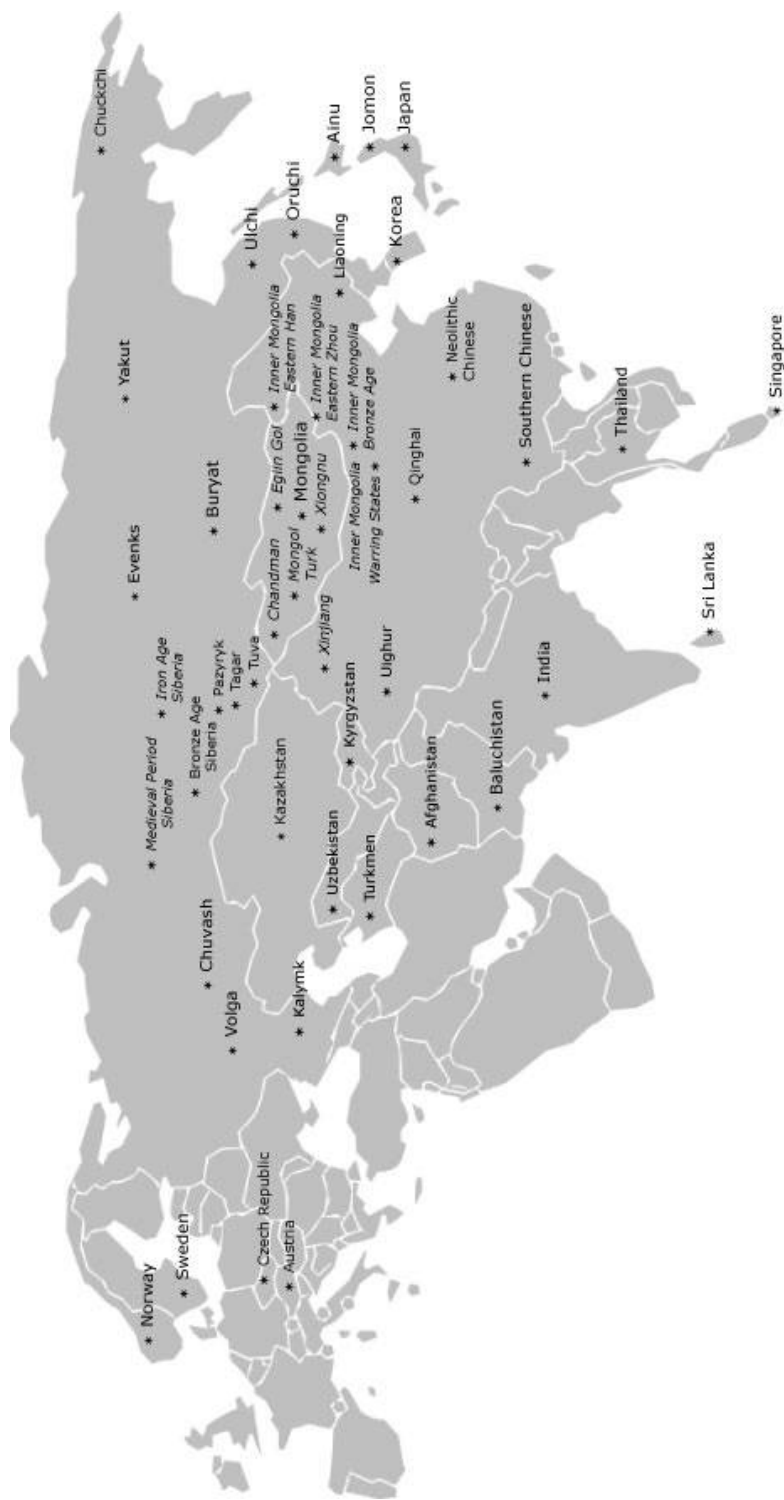 Chuckchi
Yakut
Evenks
Iron Age
Siberia
Medieval Period
Siberia
Norway
Sweden
Chuvash
Volga
Bronze Age
Siberia
Pazyryk
Tagar
Tuva
Buryat
Ulchi
Oruchi
Ainu
Jomon
Japan
Korea
Liaoning
Inner Mongolia
Eastern Han
Inner Mongolia
Eastern Zhou
Inner Mongolia
Bronze Age
Inner Mongolia
Warring States
Egiin Gol
Mongolia
Xiongnu
Chandman
Mongol
Turk
Xinjiang
Uighur
Kyrgyzstan
Kazakhstan
Uzbekistan
Turkmen
Kalymk
Czech Republic
Austria
Afghanistan
Baluchistan
India
Sri Lanka
Qinghai
Neolithic
Chinese
Southern Chinese
Thailand
Singapore